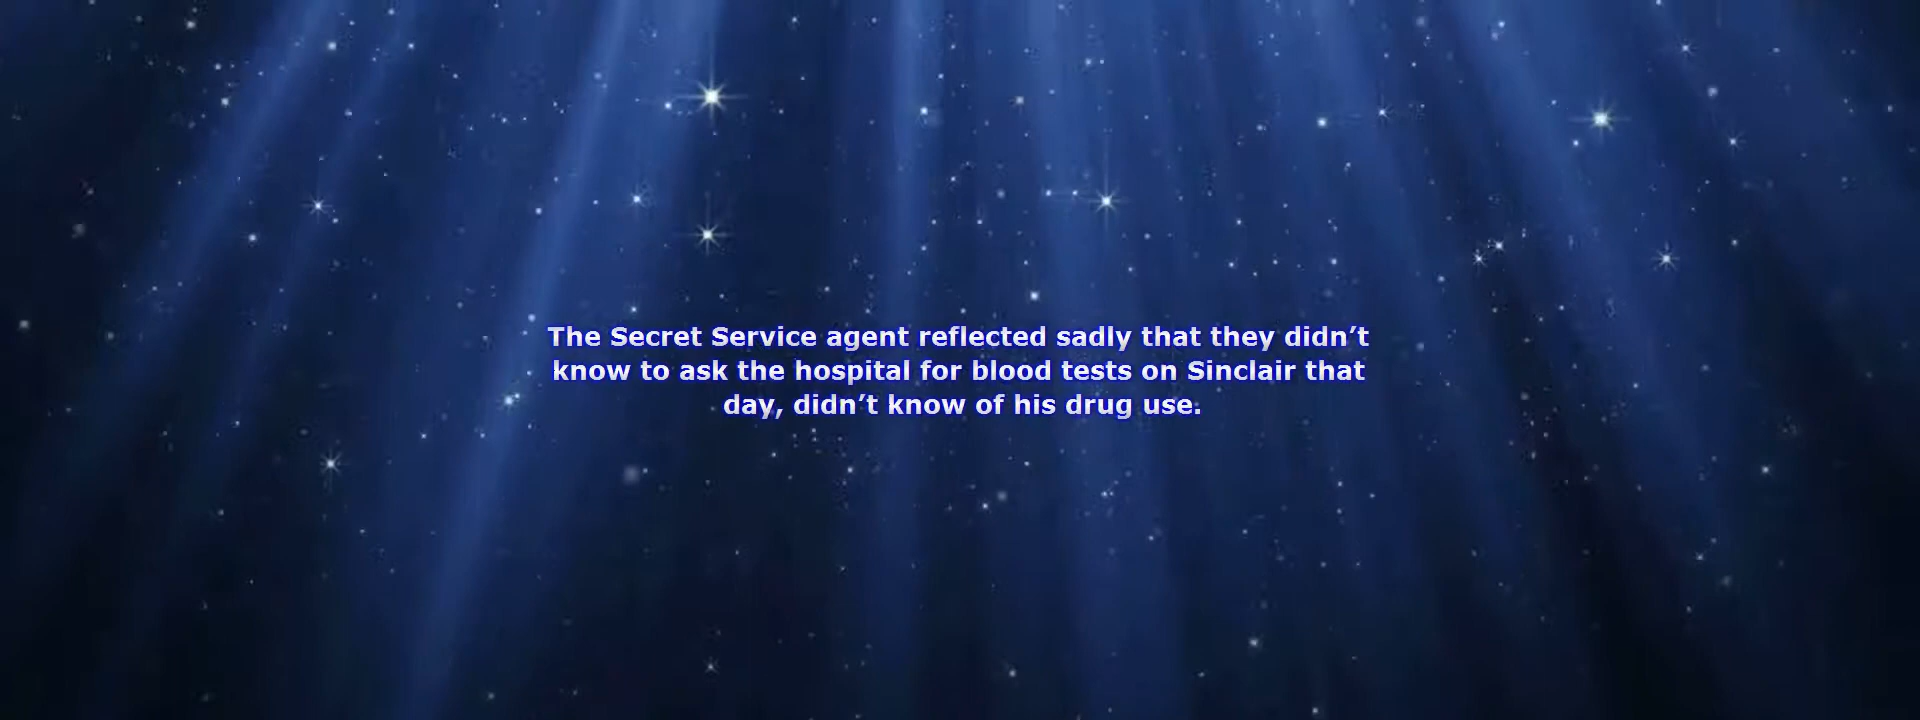 The Secret Service agent reflected sadly that they didn’t
know to ask the hospital for blood tests on Sinclair that
day, didn’t know of his drug use.